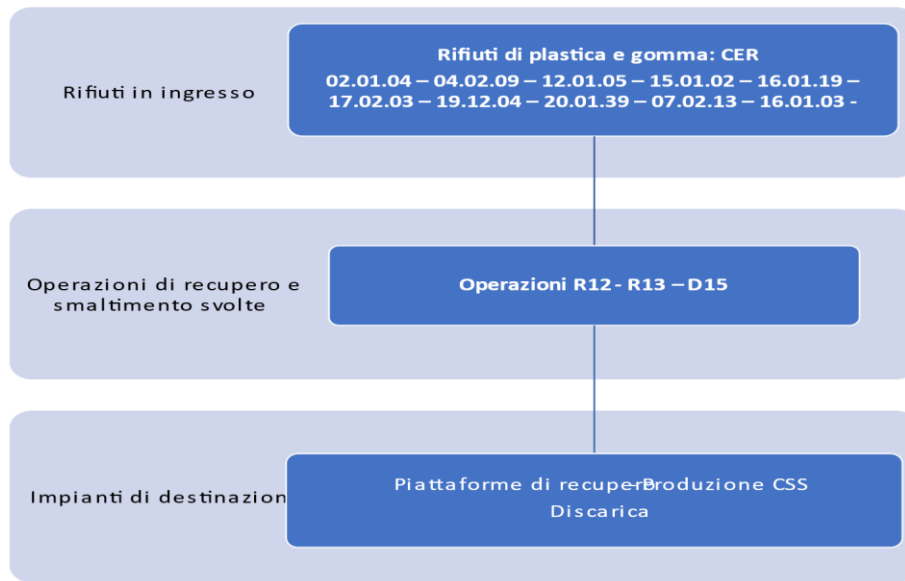 Rifiuti in ingresso
Rifiuti di plastica e gomma: CER
02.01.04 – 04.02.09 – 12.01.05 – 15.01.02 – 16.01.19 –
17.02.03 – 19.12.04 – 20.01.39 – 07.02.13 – 16.01.03 -
Operazioni di recupero e
smaltimento svolte
Operazioni R12- R13 – D15
Impianti di destinazion
Piattaforme di recupero–Produzione CSS
Discarica